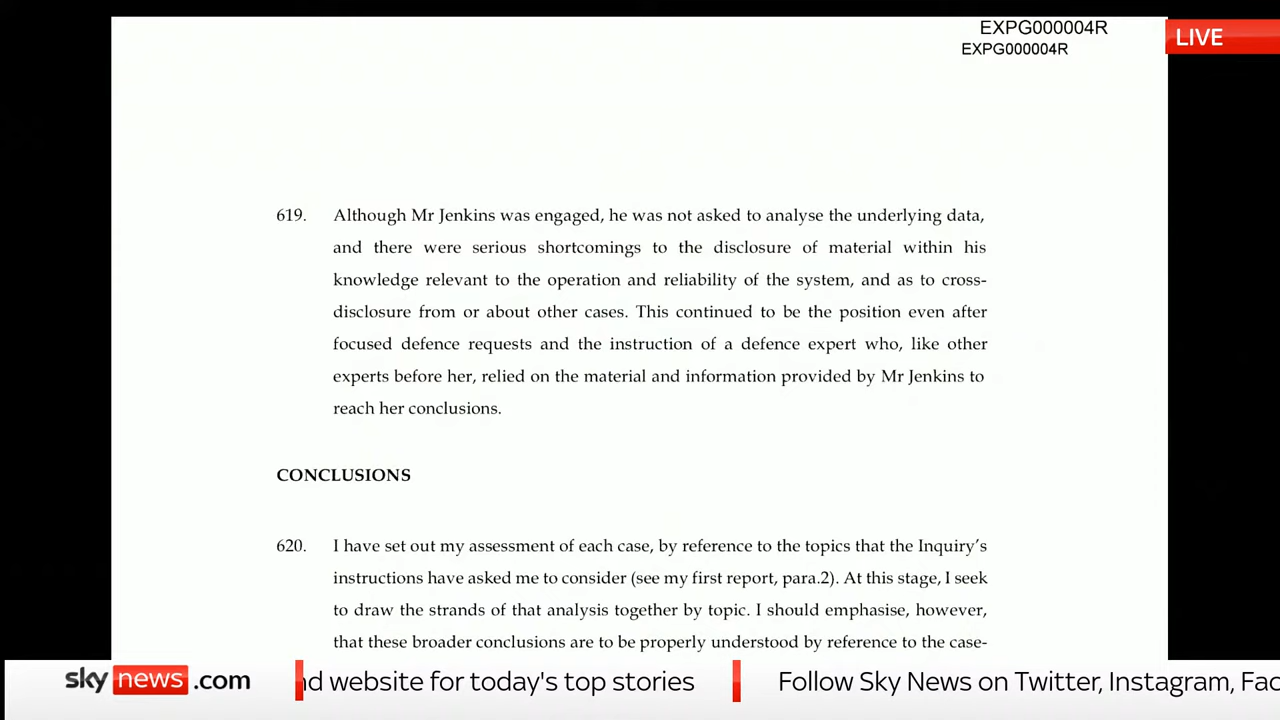 EXPG000004R
EXPG000004R
LIVE
619. Although Mr Jenkins was engaged, he was not asked to analyse the underlying data,
and there were serious shortcomings to the disclosure of material within his
knowledge relevant to the operation and reliability of the system, and as to cross-
disclosure from or about other cases. This continued to be the position even after
focused defence requests and the instruction of a defence expert who, like other
experts before her, relied on the material and information provided by Mr Jenkins to
reach her conclusions.
CONCLUSIONS
620. I have set out my assessment of each case, by reference to the topics that the Inquiry's
instructions have asked me to consider (see my first report, para.2). At this stage, I seek
to draw the strands of that analysis together by topic. I should emphasise, however,
that these broader conclusions are to be properly understood by reference to the case-
sky news .com
d website for today's top stories
Follow Sky News on Twitter, Instagram, Fac